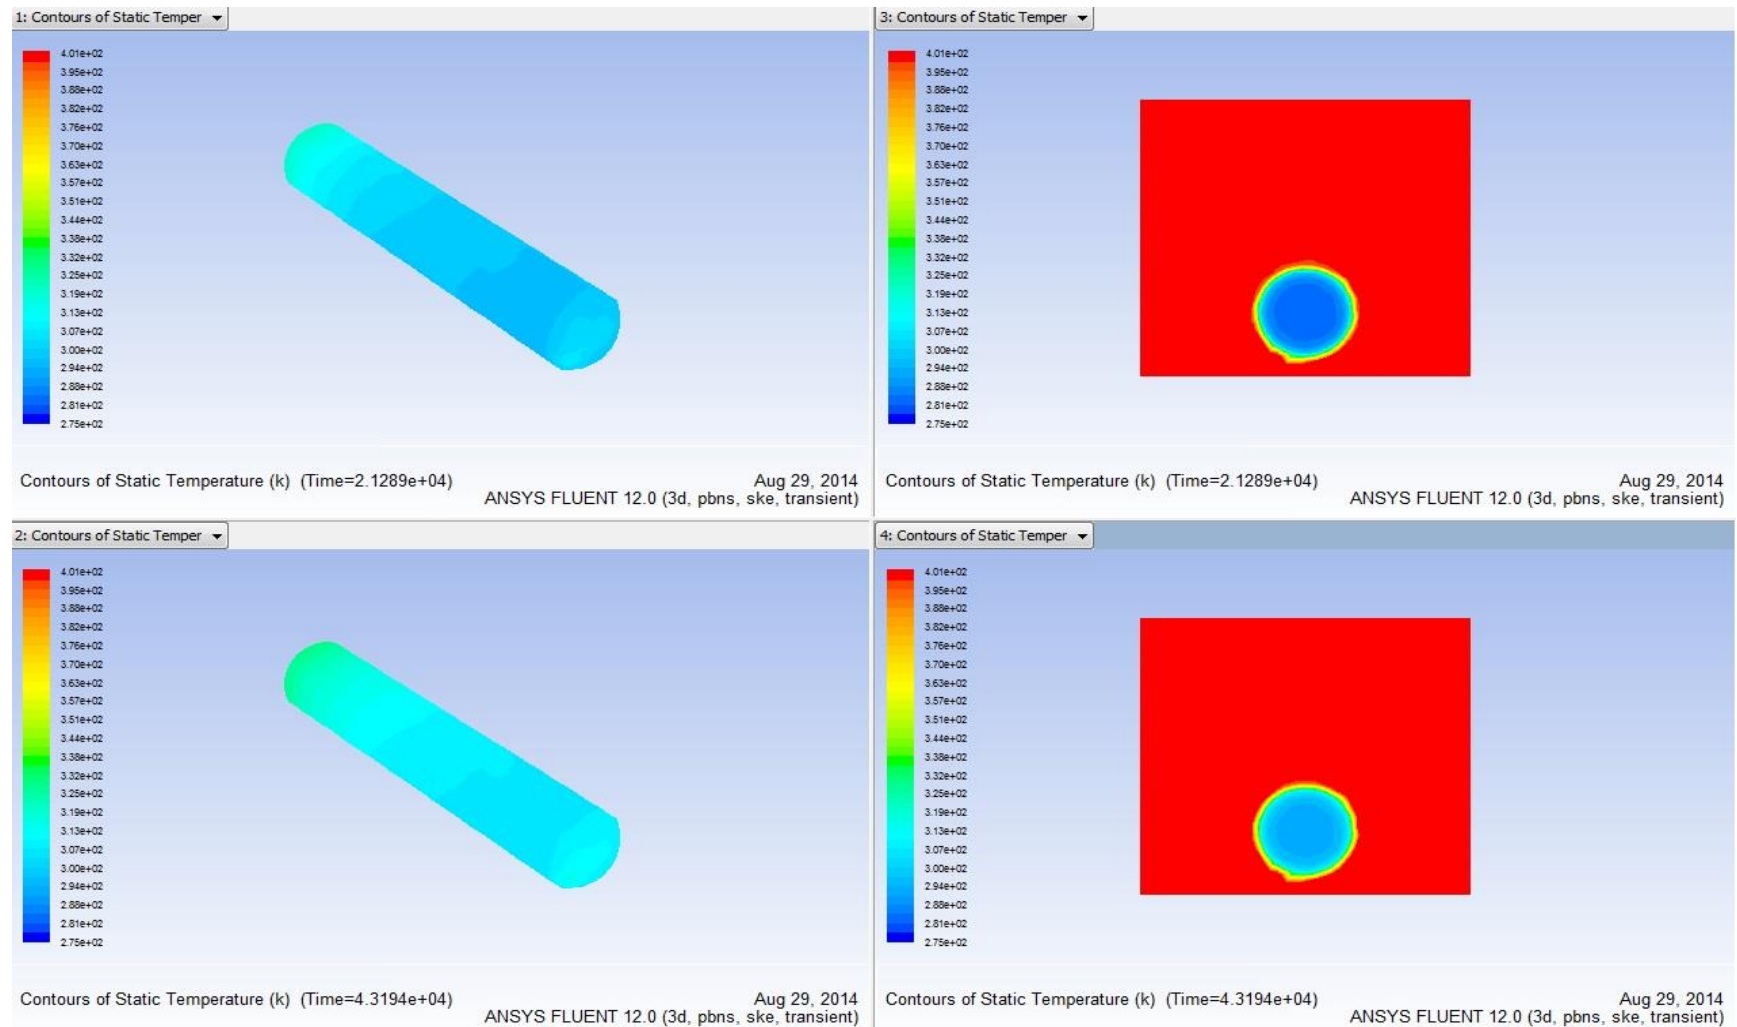 1: Contours of Static Temper
4.01e+02
3.95e+02
3.88e+02
3.82e+02
3.76e+02
3.70e+02
3.63e+02
3.57e+02
3.51e+02
3.44e+02
3.38e+02
3.32e+02
3.25e+02
3.19e+02
3.13e+02
3.07e+02
3.00e+02
2.94e+02
2.88e+02
2.81e+02
2.75e+02
Contours of Static Temperature (k) (Time=2.1289e+04)
Aug 29, 2014
ANSYS FLUENT 12.0 (3d, pbns, ske, transient)
3: Contours of Static Temper
4.01e+02
3.95e+02
3.88e+02
3.82e+02
3.76e+02
3.70e+02
3.63e+02
3.57e+02
3.51e+02
3.44e+02
3.38e+02
3.32e+02
3.25e+02
3.19e+02
3.13e+02
3.07e+02
3.00e+02
2.94e+02
2.88e+02
2.81e+02
2.75e+02
Contours of Static Temperature (k) (Time=2.1289e+04)
Aug 29, 2014
ANSYS FLUENT 12.0 (3d, pbns, ske, transient)
2: Contours of Static Temper
4.01e+02
3.95e+02
3.88e+02
3.82e+02
3.76e+02
3.70e+02
3.63e+02
3.57e+02
3.51e+02
3.44e+02
3.38e+02
3.32e+02
3.25e+02
3.19e+02
3.13e+02
3.07e+02
3.00e+02
2.94e+02
2.88e+02
2.81e+02
2.75e+02
Contours of Static Temperature (k) (Time=4.3194e+04)
Aug 29, 2014
ANSYS FLUENT 12.0 (3d, pbns, ske, transient)
4: Contours of Static Temper
4.01e+02
3.95e+02
3.88e+02
3.82e+02
3.76e+02
3.70e+02
3.63e+02
3.57e+02
3.51e+02
3.44e+02
3.38e+02
3.32e+02
3.25e+02
3.19e+02
3.13e+02
3.07e+02
3.00e+02
2.94e+02
2.88e+02
2.81e+02
2.75e+02
Contours of Static Temperature (k) (Time=4.3194e+04)
Aug 29, 2014
ANSYS FLUENT 12.0 (3d, pbns, ske, transient)